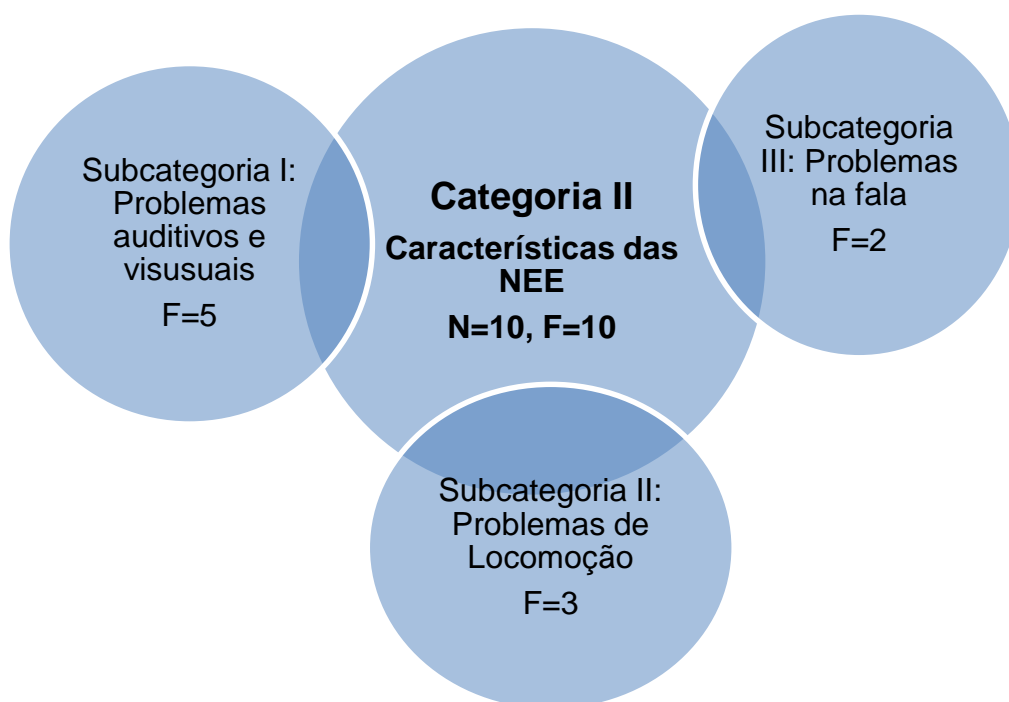 Subcategoria I:
Problemas
auditivos e
visusuais
F=5
Categoria II
Características das
NEE
N=10, F=10
Subcategoria
III: Problemas
na fala
F=2
Subcategoria II:
Problemas de
Locomoção
F=3